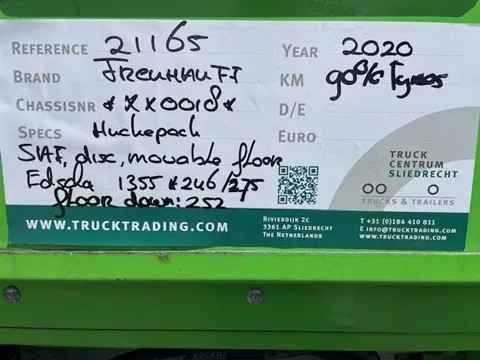 REFERENCE 21165 YEAR 2020
BRAND KM 90% Tyres
CHASSISNR * X X0018 * D/E
SPECS Huckepack EURO
SAF, disc, movable floor
Edscha 1355 * 246/275
floor down: 252
TRUCK
CENTRUM
SLIEDRECHT
TRUCKS & TRAILERS
WWW.TRUCKTRADING.COM
RIVIERDIJK 2C
3361 AP SLIEDRECHT
THE NETHERLANDS
T +31 (0)184 410 811
E INFO@TRUCKTRADING.COM
WWW.TRUCKTRADING.COM